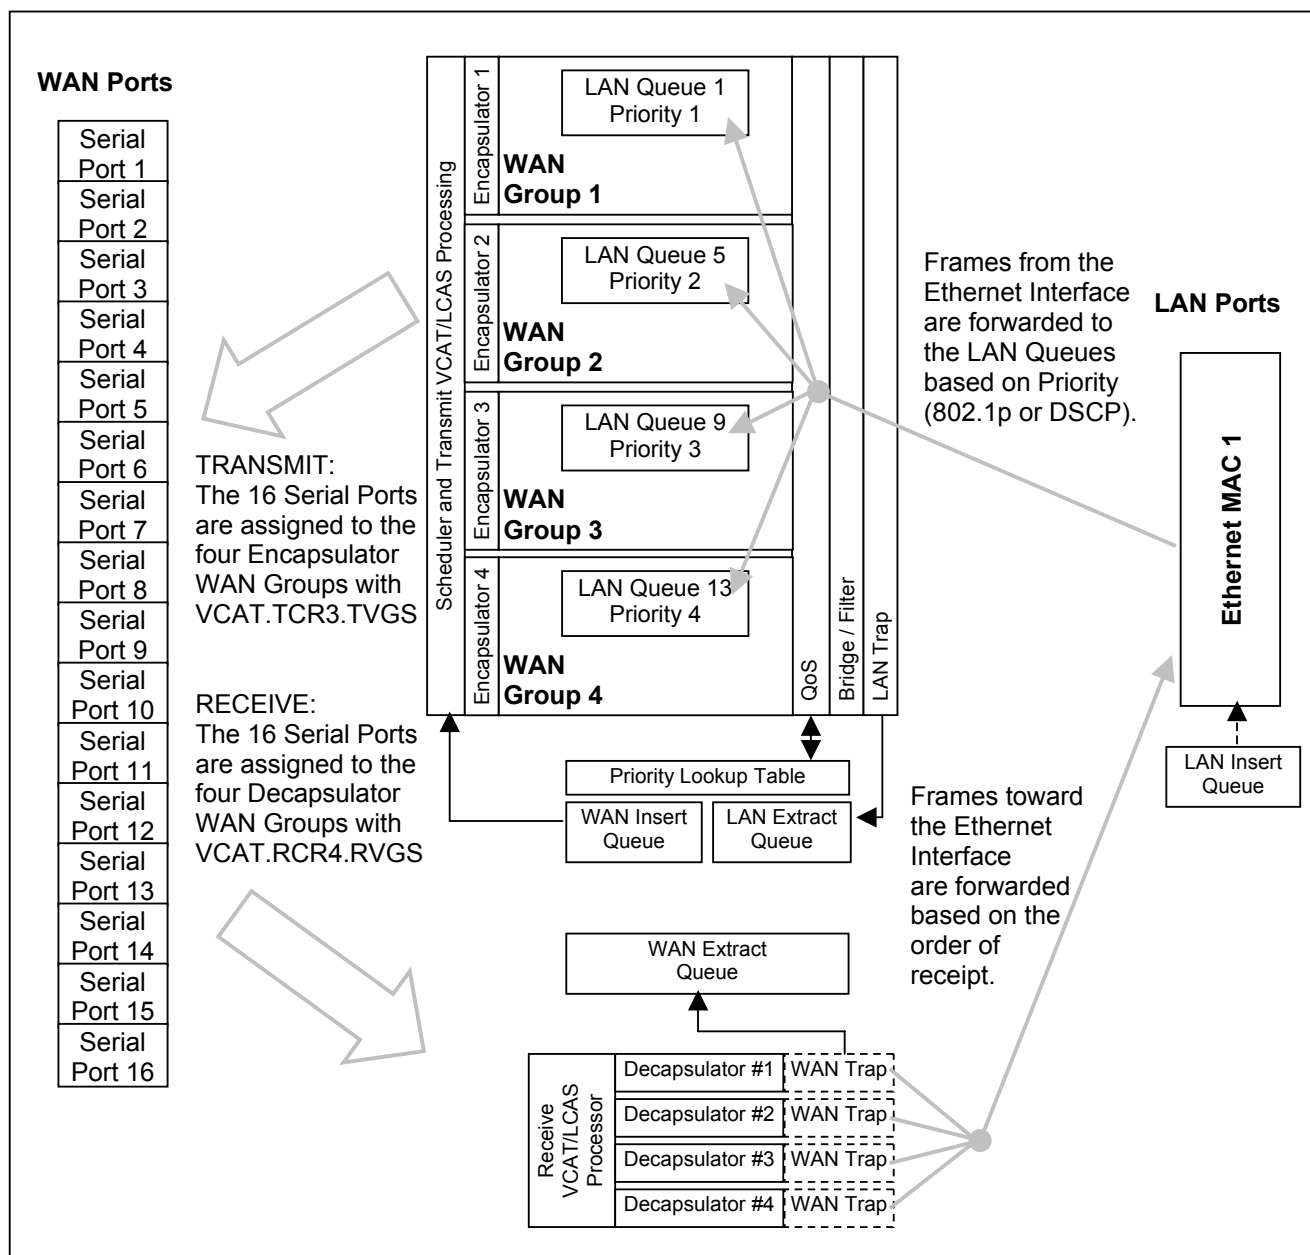 WAN Ports
Serial
Port 1
Serial
Port 2
Serial
Port 3
Serial
Port 4
Serial
Port 5
Serial
Port 6
Serial
Port 7
Serial
Port 8
Serial
Port 9
Serial
Port 10
Serial
Port 11
Serial
Port 12
Serial
Port 13
Serial
Port 14
Serial
Port 15
Serial
Port 16
TRANSMIT:
The 16 Serial Ports
are assigned to the
four Encapsulator
WAN Groups with
VCAT.TCR3.TVGS
RECEIVE:
The 16 Serial Ports
are assigned to the
four Decapsulator
WAN Groups with
VCAT.RCR4.RVGS
Scheduler and Transmit VCAT/LCAS Processing
Encapsulator 1
LAN Queue 1
Priority 1
WAN
Group 1
Encapsulator 2
LAN Queue 5
Priority 2
WAN
Group 2
Encapsulator 3
LAN Queue 9
Priority 3
WAN
Group 3
Encapsulator 4
LAN Queue 13
Priority 4
WAN
Group 4
QoS
Bridge / Filter
LAN Trap
Priority Lookup Table
WAN Insert
Queue
LAN Extract
Queue
WAN Extract
Queue
Receive
VCAT/LCAS
Processor
Decapsulator #1
WAN Trap
Decapsulator #2
WAN Trap
Decapsulator #3
WAN Trap
Decapsulator #4
WAN Trap
Frames from the
Ethernet Interface
are forwarded to
the LAN Queues
based on Priority
(802.1p or DSCP).
LAN Ports
Ethernet MAC 1
LAN Insert
Queue
Frames toward
the Ethernet
Interface
are forwarded
based on the
order of
receipt.